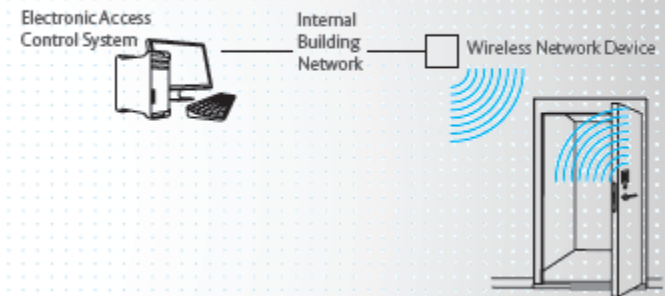 Electronic Access
Control System
Internal
Building
Network
Wireless Network Device